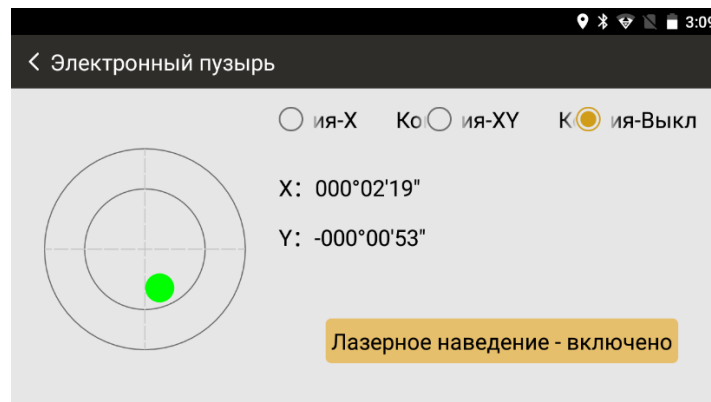 3:09
Электронный пузырь
ия-X Ко ия-XY К ия-Выкл
X: 000°02'19"
Y: -000°00'53"
Лазерное наведение - включено